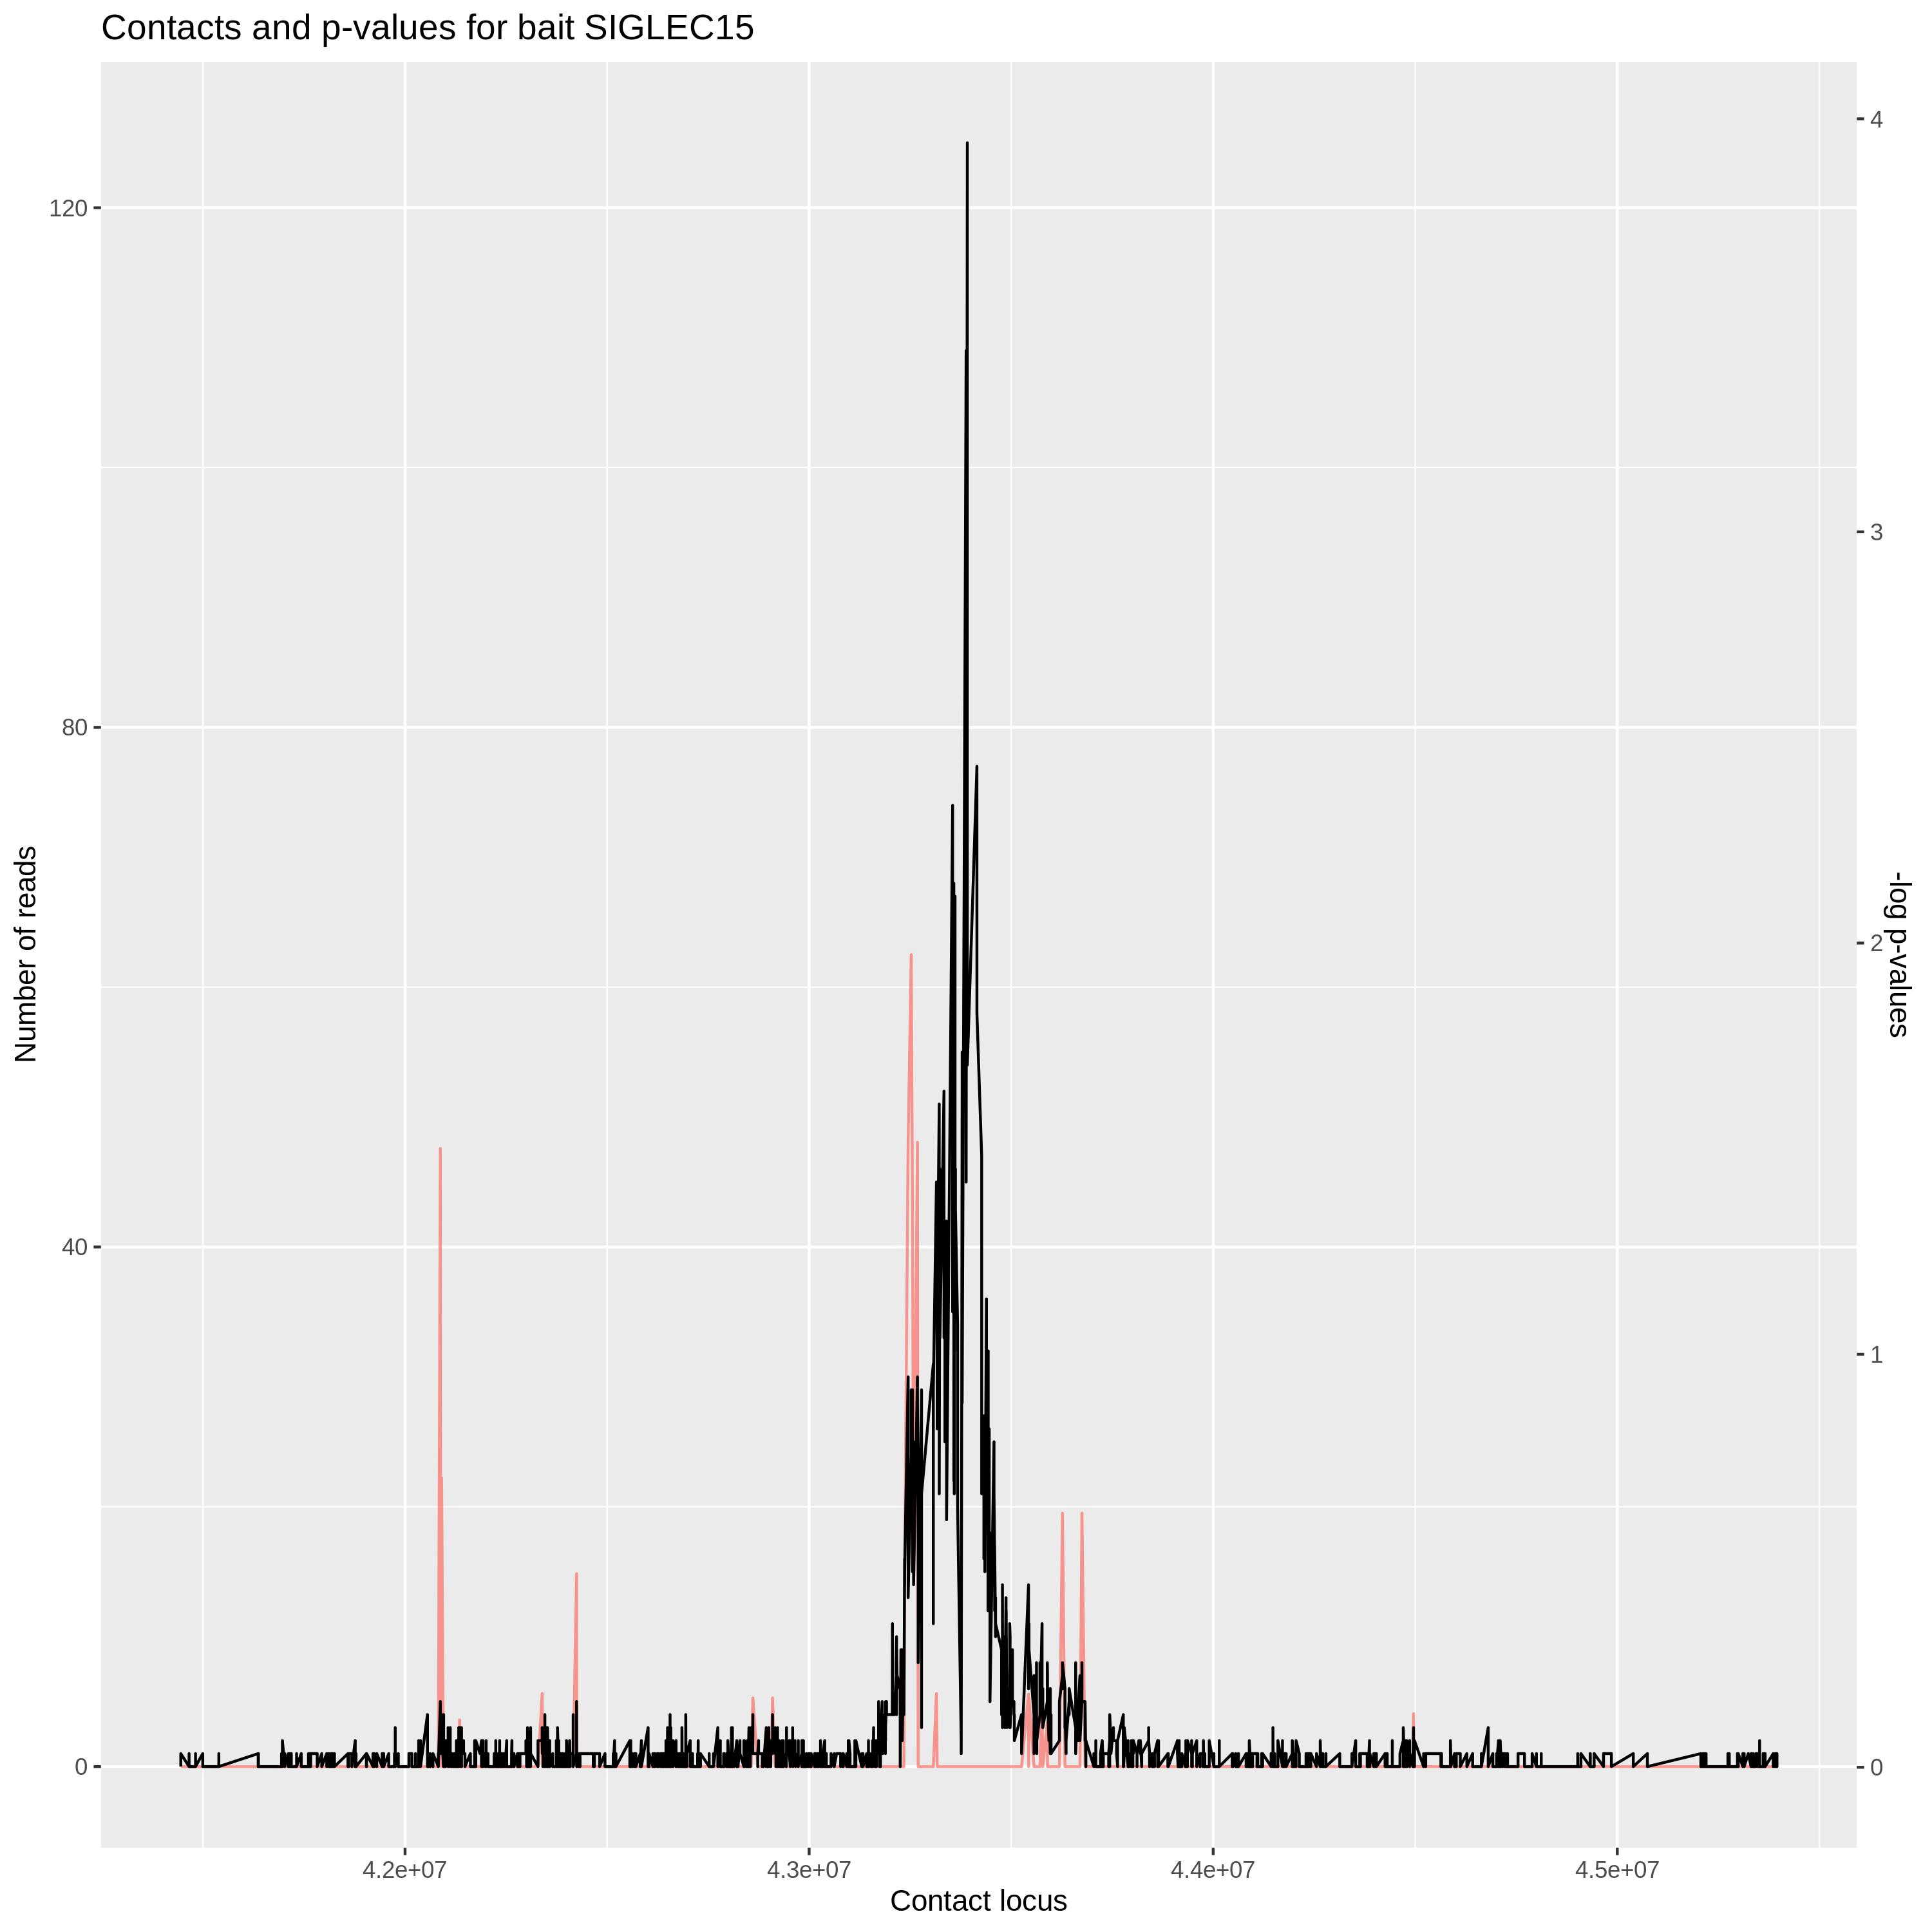 Contacts and p-values for bait SIGLEC15
Number of reads
120
80
40
0
4
3
2
1
0
-log p-values
4.2e+07
4.3e+07
4.4e+07
4.5e+07
Contact locus